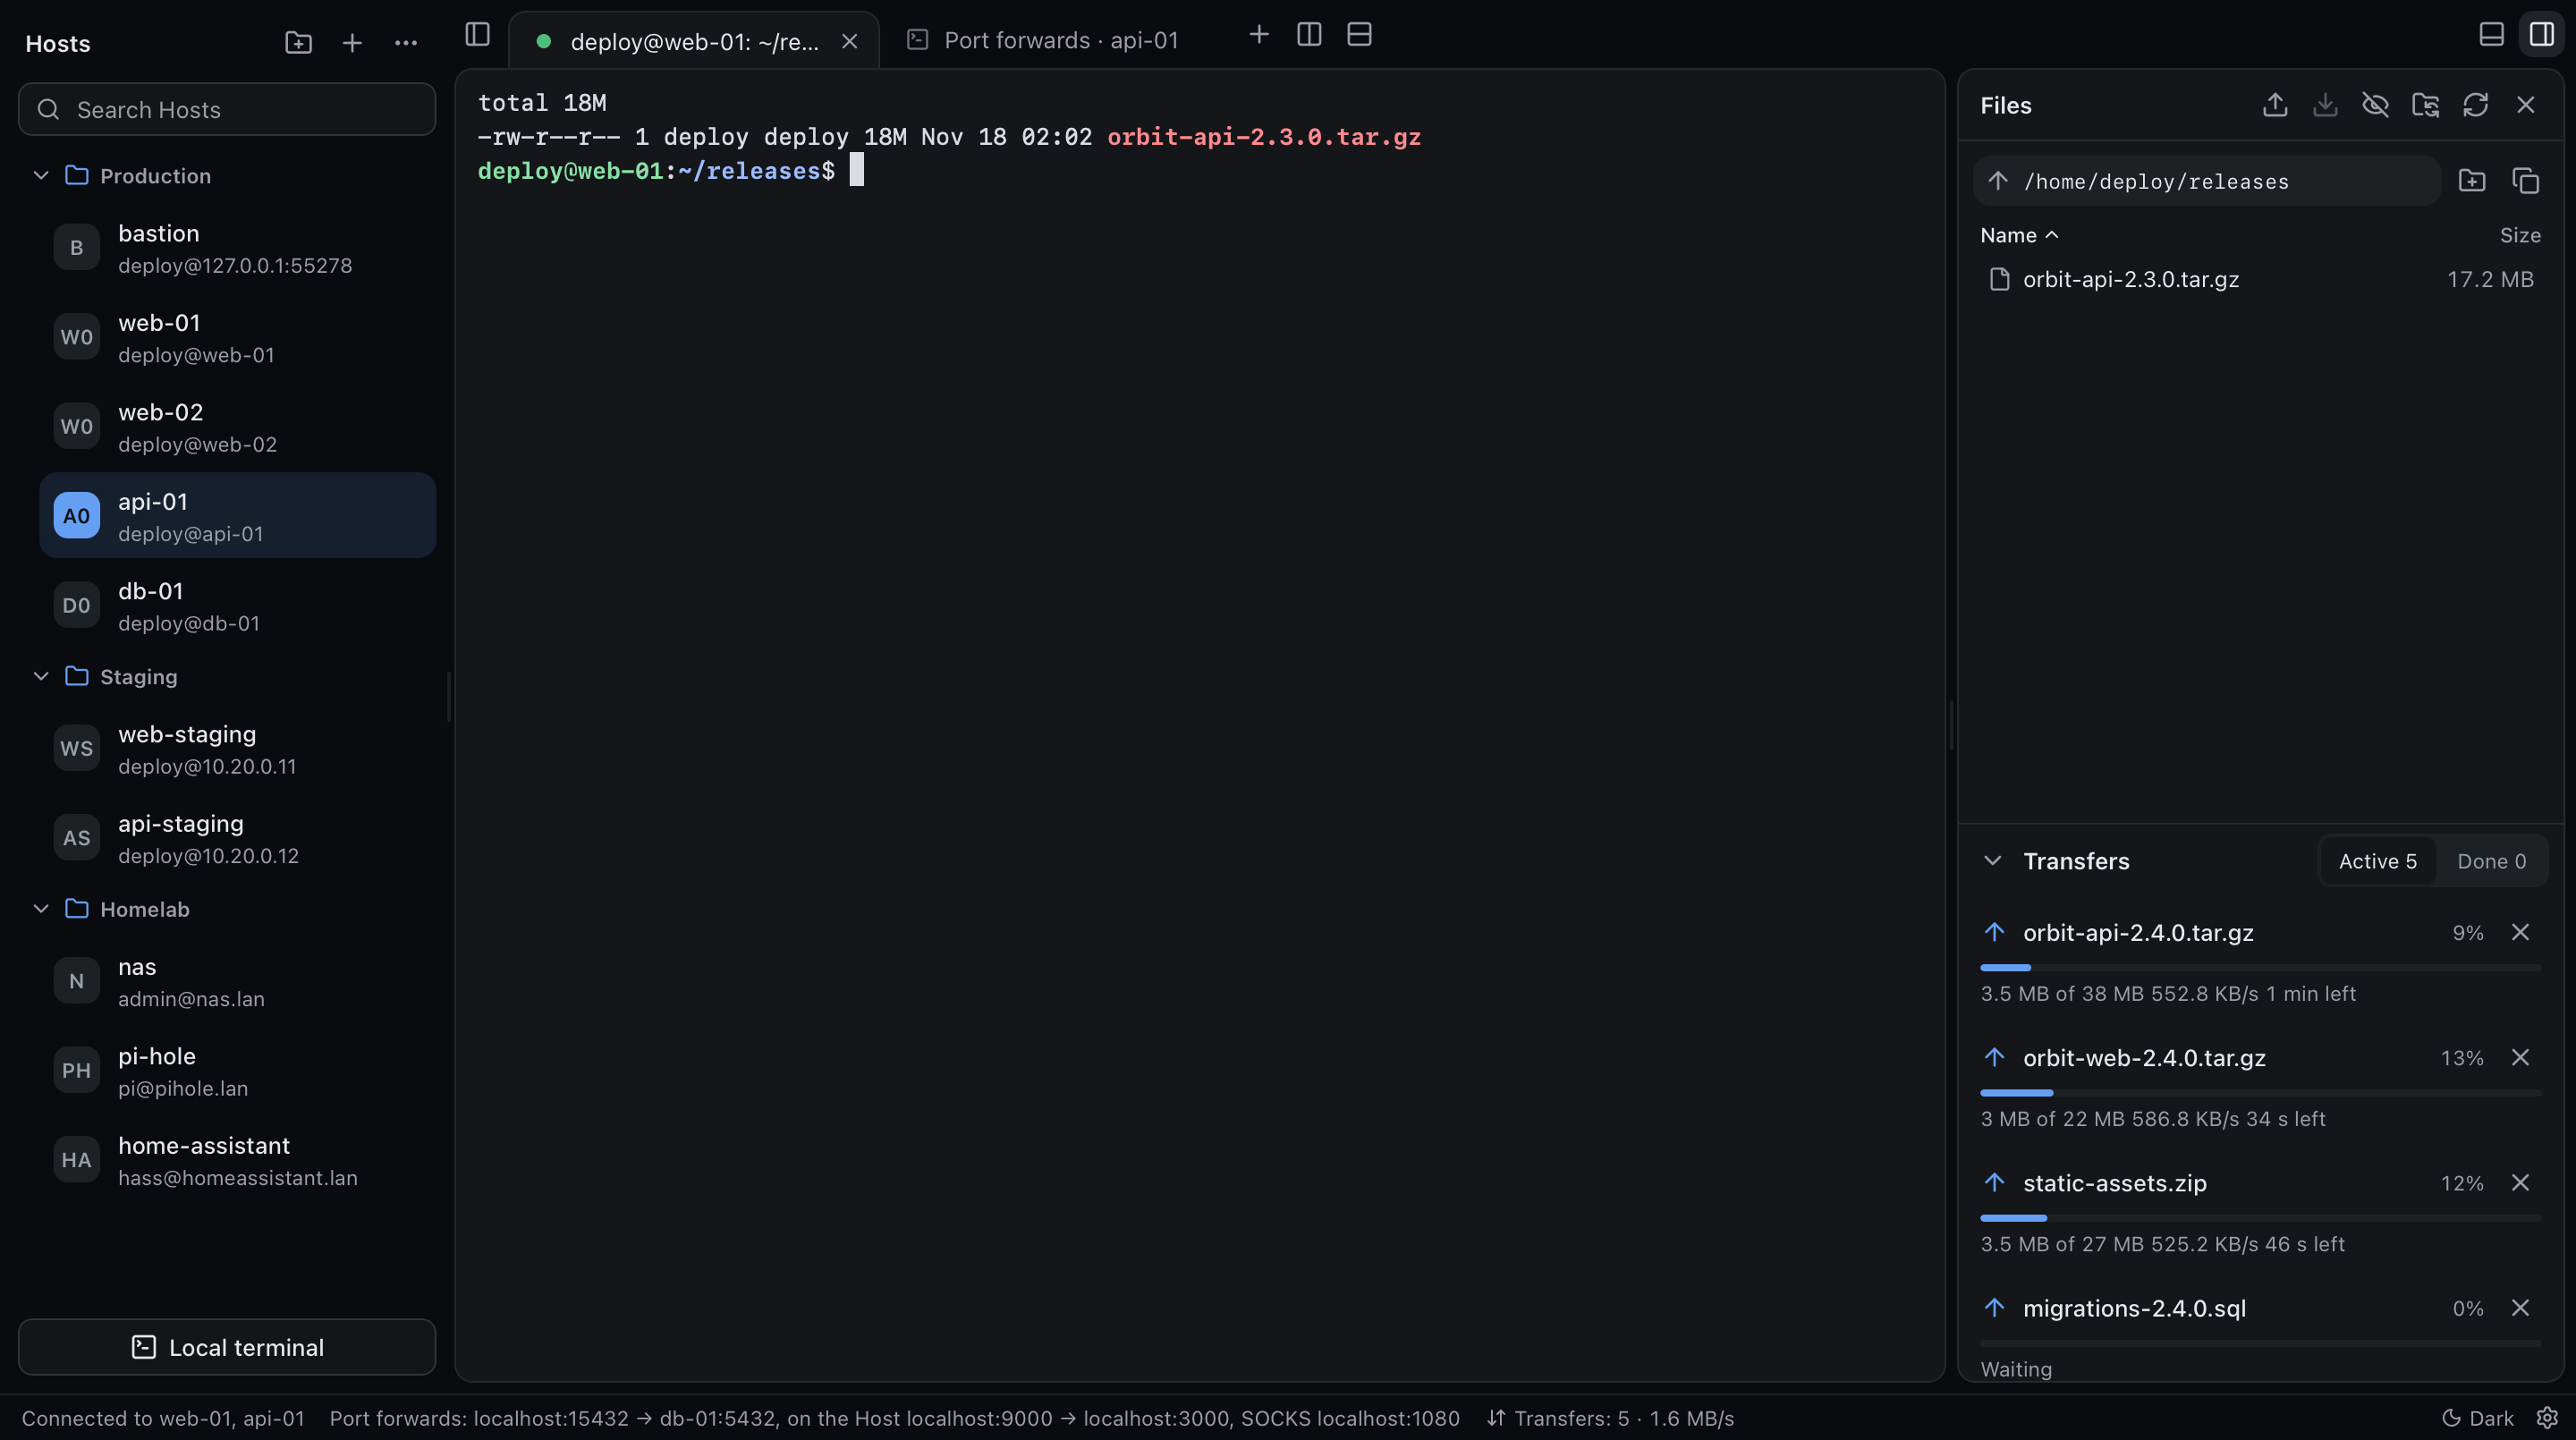 Hosts
Search Hosts
Production
B
bastion
deploy@127.0.0.1:55278
W0
web-01
deploy@web-01
W0
web-02
deploy@web-02
A0
api-01
deploy@api-01
D0
db-01
deploy@db-01
Staging
WS
web-staging
deploy@10.20.0.11
AS
api-staging
deploy@10.20.0.12
Homelab
N
nas
admin@nas.lan
PH
pi-hole
pi@pihole.lan
HA
home-assistant
hass@homeassistant.lan
Local terminal
deploy@web-01: ~/re...
Port forwards · api-01
total 18M
-rw-r--r-- 1 deploy deploy 18M Nov 18 02:02 orbit-api-2.3.0.tar.gz
deploy@web-01:~/releases$
Files
/home/deploy/releases
Name Size
orbit-api-2.3.0.tar.gz 17.2 MB
Transfers Active 5 Done 0
orbit-api-2.4.0.tar.gz 9%
3.5 MB of 38 MB 552.8 KB/s 1 min left
orbit-web-2.4.0.tar.gz 13%
3 MB of 22 MB 586.8 KB/s 34 s left
static-assets.zip 12%
3.5 MB of 27 MB 525.2 KB/s 46 s left
migrations-2.4.0.sql 0%
Waiting
Connected to web-01, api-01 Port forwards: localhost:15432 → db-01:5432, on the Host localhost:9000 → localhost:3000, SOCKS localhost:1080 Transfers: 5 · 1.6 MB/s Dark